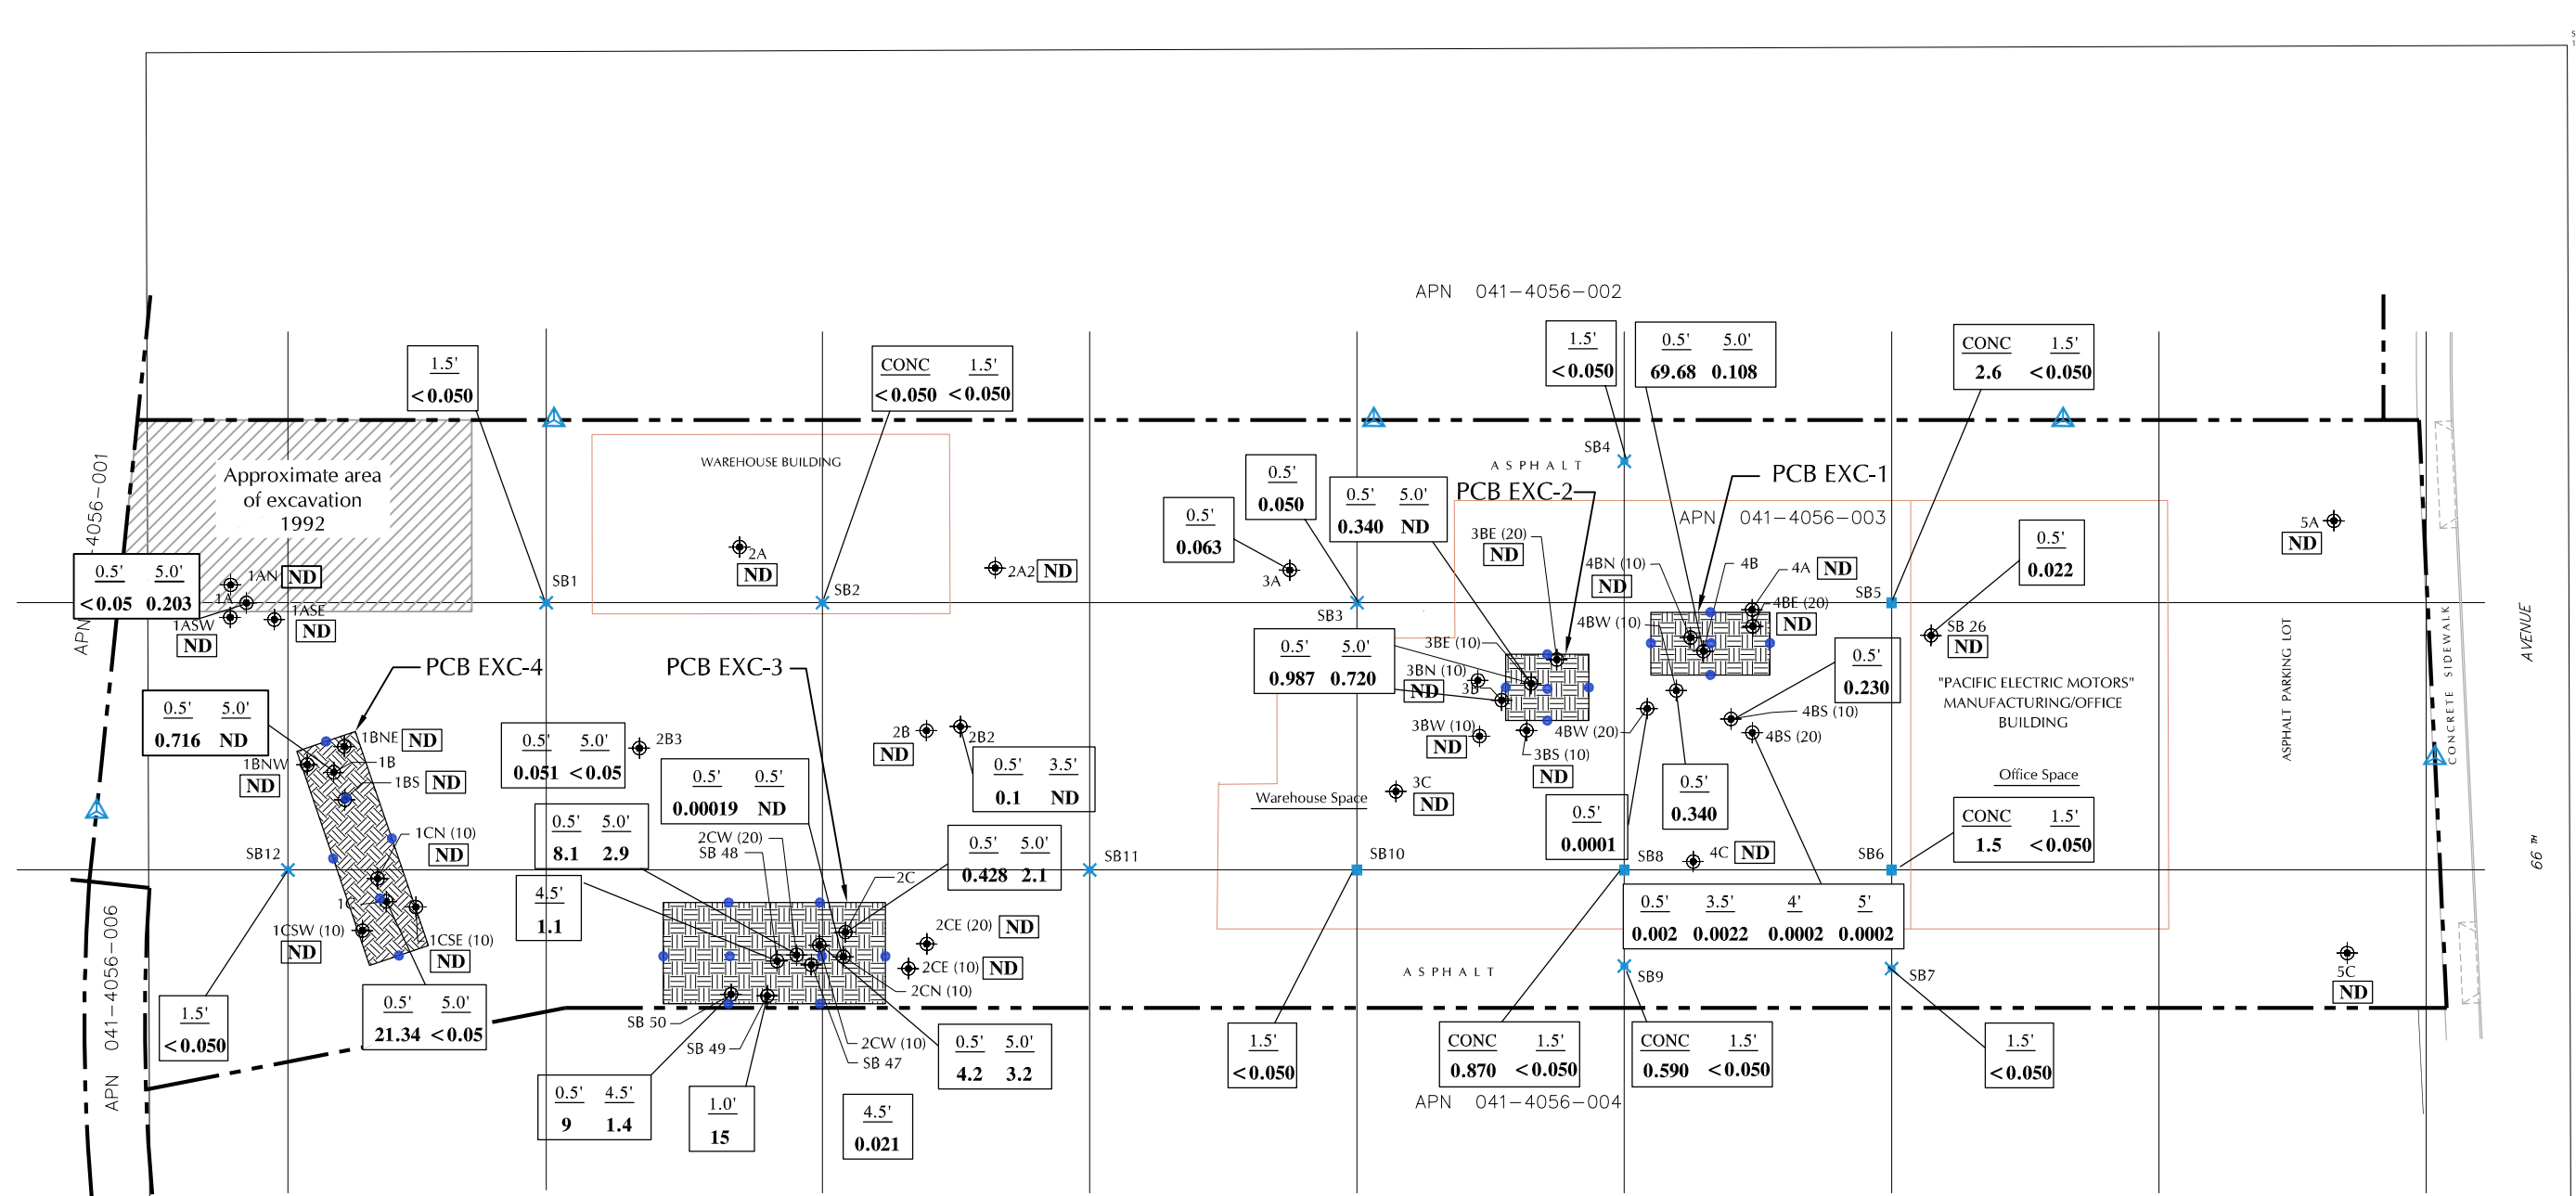 APN 041-4056-002
1.5'
<0.050
CONC 1.5'
<0.050 <0.050
1.5'
<0.050
0.5' 5.0'
69.68 0.108
CONC 1.5'
2.6 <0.050
APN 041-4056-001
Approximate area
of excavation
1992
WAREHOUSE BUILDING
SB4
ASPHALT
PCB EXC-2
PCB EXC-1
0.5'
0.050
0.5' 5.0'
0.340 ND
0.5'
0.063
APN 041-4056-003
3BE (20)
ND
0.5'
0.022
5A
ND
0.5' 5.0'
<0.05 0.203
1AN ND
1A
1ASE
ND
1ASW
ND
SB1
2A
ND
SB2
2A2 ND
3A
SB3
4BN (10)
ND
4B
4A ND
4BE (20)
ND
4BW (10)
SB5
SB 26
ND
PCB EXC-4
PCB EXC-3
0.5' 5.0'
0.987 0.720
3BE (10)
3BN (10)
ND
3B
0.5'
0.230
"PACIFIC ELECTRIC MOTORS"
MANUFACTURING/OFFICE
BUILDING
ASPHALT PARKING LOT
CONCRETE SIDEWALK
AVENUE
66 TH
0.5' 5.0'
0.716 ND
1BNE ND
1B
1BNW
ND
1BS ND
0.5' 5.0'
0.051 <0.05
2B3
2B
ND
2B2
0.5' 3.5'
0.1 ND
3BW (10)
ND
3BS (10)
ND
4BW (20)
4BS (10)
4BS (20)
0.5' 0.5'
0.00019 ND
Warehouse Space
3C
ND
0.5'
0.340
0.5'
0.0001
Office Space
CONC 1.5'
1.5 <0.050
1CN (10)
ND
0.5' 5.0'
8.1 2.9
2CW (20)
SB 48
0.5' 5.0'
0.428 2.1
SB12
SB11
SB10
SB8
4C ND
SB6
4.5'
1.1
2C
1C
0.5' 3.5' 4' 5'
0.002 0.0022 0.0002 0.0002
1CSW (10)
ND
1CSE (10)
ND
2CE (20) ND
2CE (10) ND
2CN (10)
ASPHALT
SB9
SB7
5C
ND
APN 041-4056-006
1.5'
<0.050
0.5' 5.0'
21.34 <0.05
SB 50
SB 49
2CW (10)
SB 47
0.5' 5.0'
4.2 3.2
1.5'
<0.050
CONC 1.5'
0.870 <0.050
CONC 1.5'
0.590 <0.050
1.5'
<0.050
0.5' 4.5'
9 1.4
1.0'
15
4.5'
0.021
APN 041-4056-004